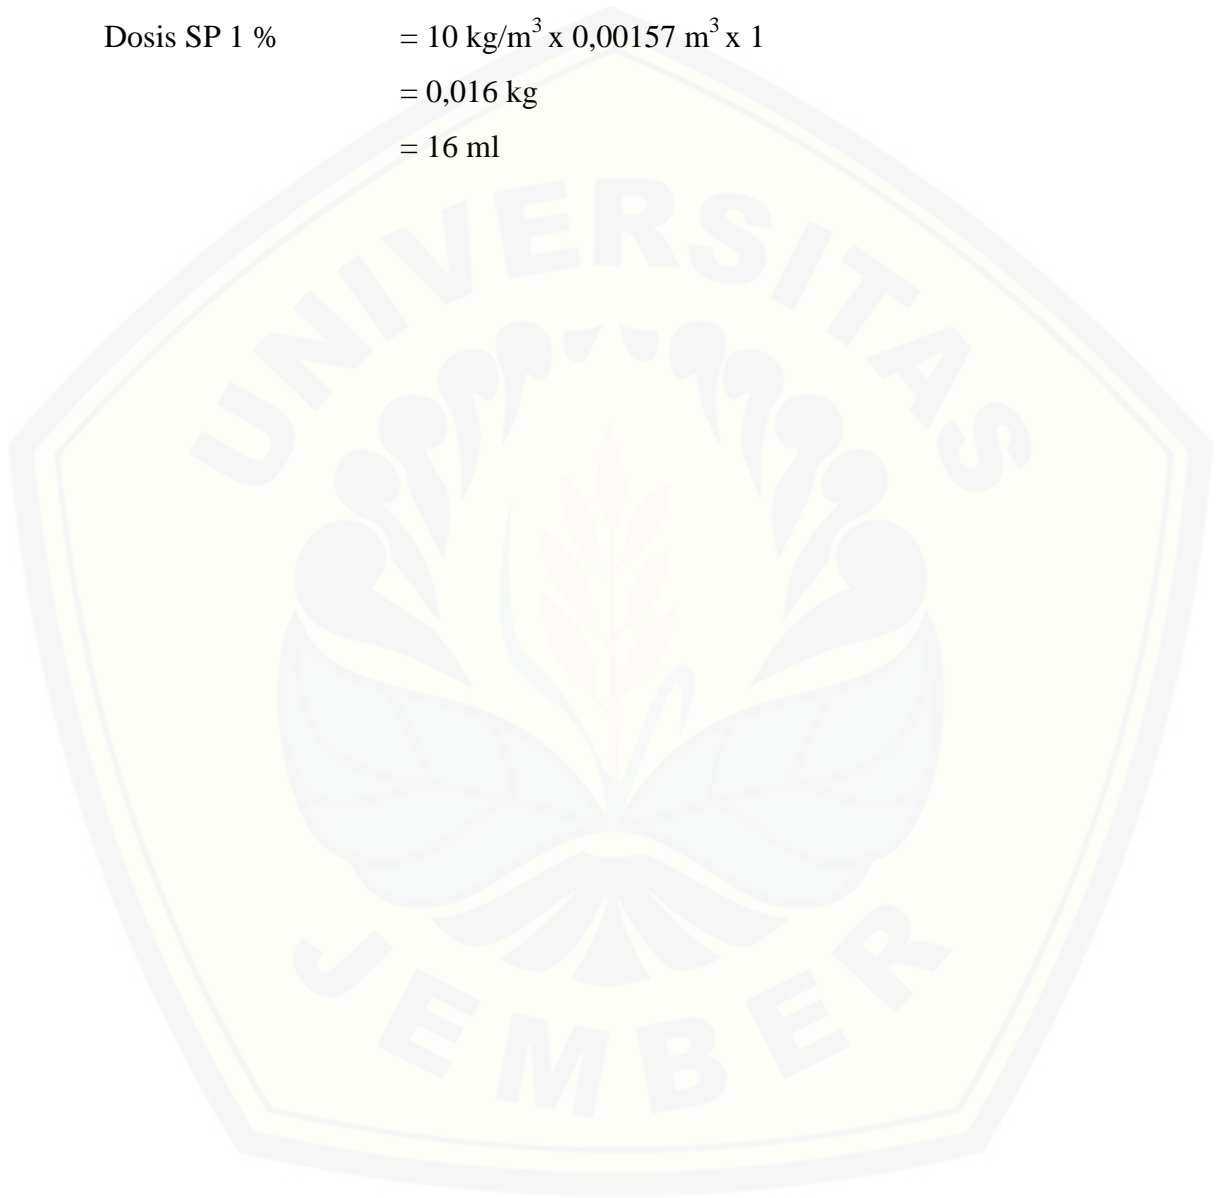 Dosis SP 1 % = 10 kg/m³ x 0,00157 m³ x 1
= 0,016 kg
= 16 ml
UNIVERSITAS
JEMBER